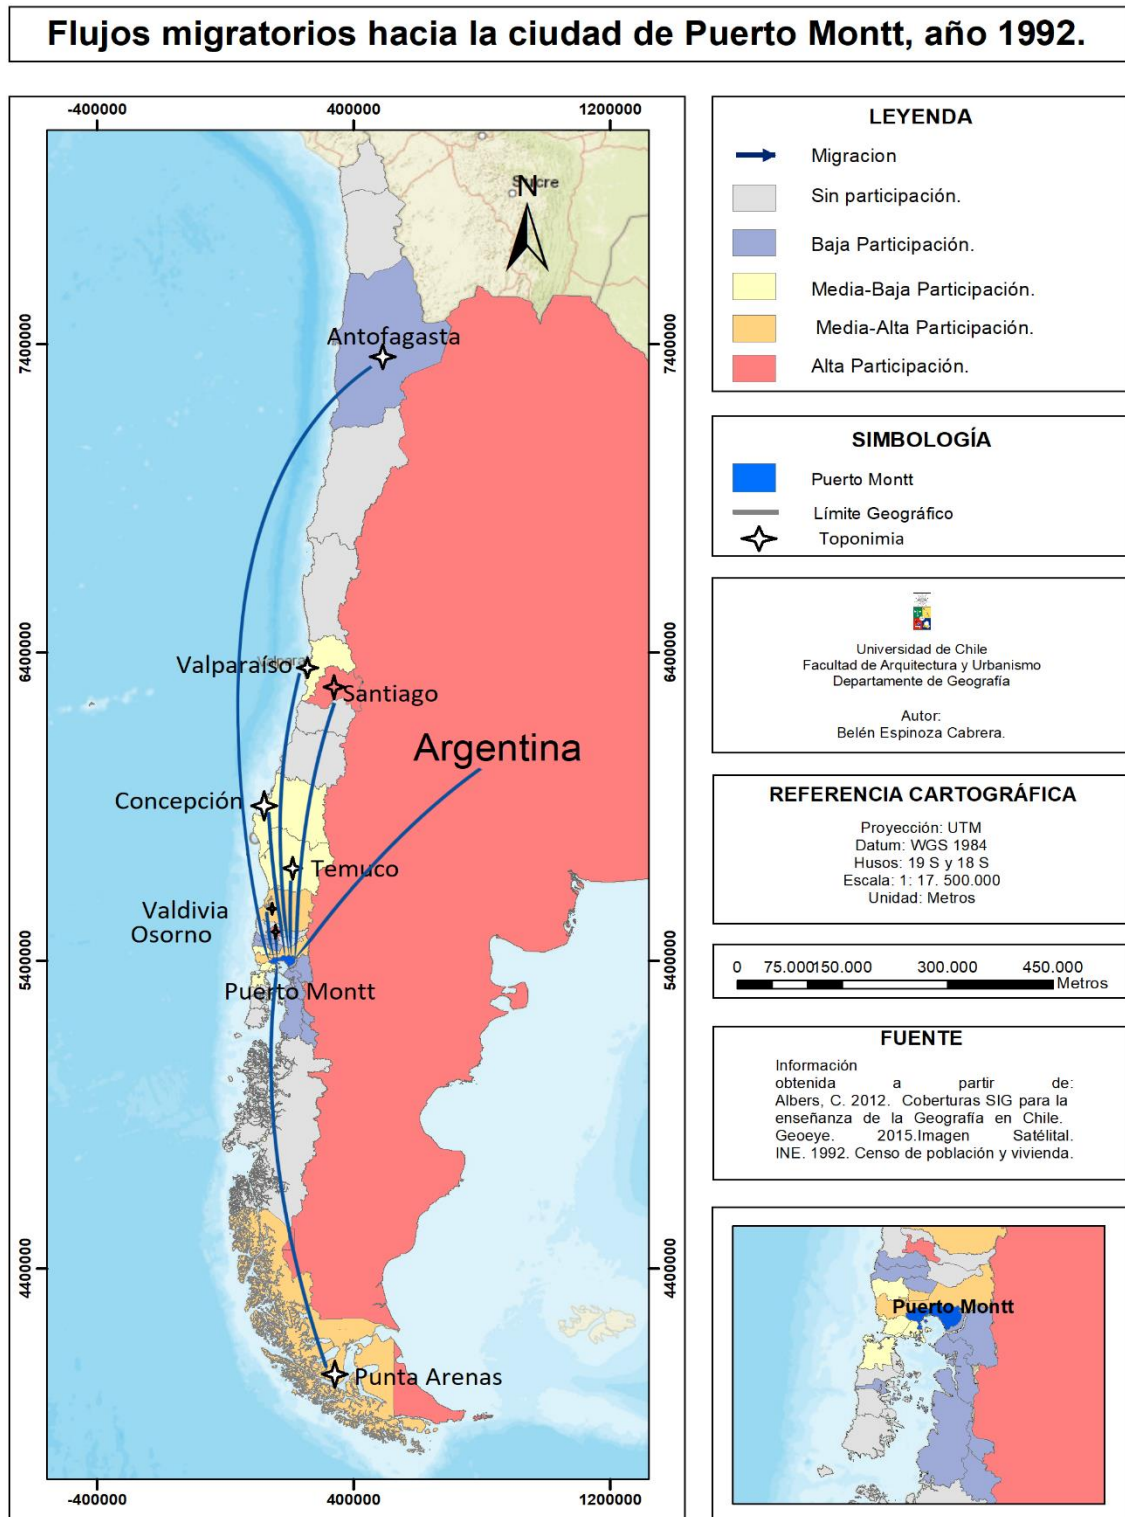 Flujos migratorios hacia la ciudad de Puerto Montt, año 1992.
-400000
400000
1200000
7400000
6400000
5400000
4400000
7400000
6400000
5400000
4400000
-400000
400000
1200000
Sucre
N
Antofagasta
Valparaíso
Santiago
Argentina
Concepción
Temuco
Valdivia
Osorno
Puerto Montt
Punta Arenas
LEYENDA
Migracion
Sin participación.
Baja Participación.
Media-Baja Participación.
Media-Alta Participación.
Alta Participación.
SIMBOLOGÍA
Puerto Montt
Límite Geográfico
Toponimia
Universidad de Chile
Facultad de Arquitectura y Urbanismo
Departamente de Geografía
Autor:
Belén Espinoza Cabrera.
REFERENCIA CARTOGRÁFICA
Proyección: UTM
Datum: WGS 1984
Husos: 19 S y 18 S
Escala: 1: 17. 500.000
Unidad: Metros
0 75.000150.000 300.000 450.000
Metros
FUENTE
Información
obtenida a partir de:
Albers, C. 2012. Coberturas SIG para la
enseñanza de la Geografía en Chile.
Geoeye. 2015.Imagen Satélital.
INE. 1992. Censo de población y vivienda.
Puerto Montt